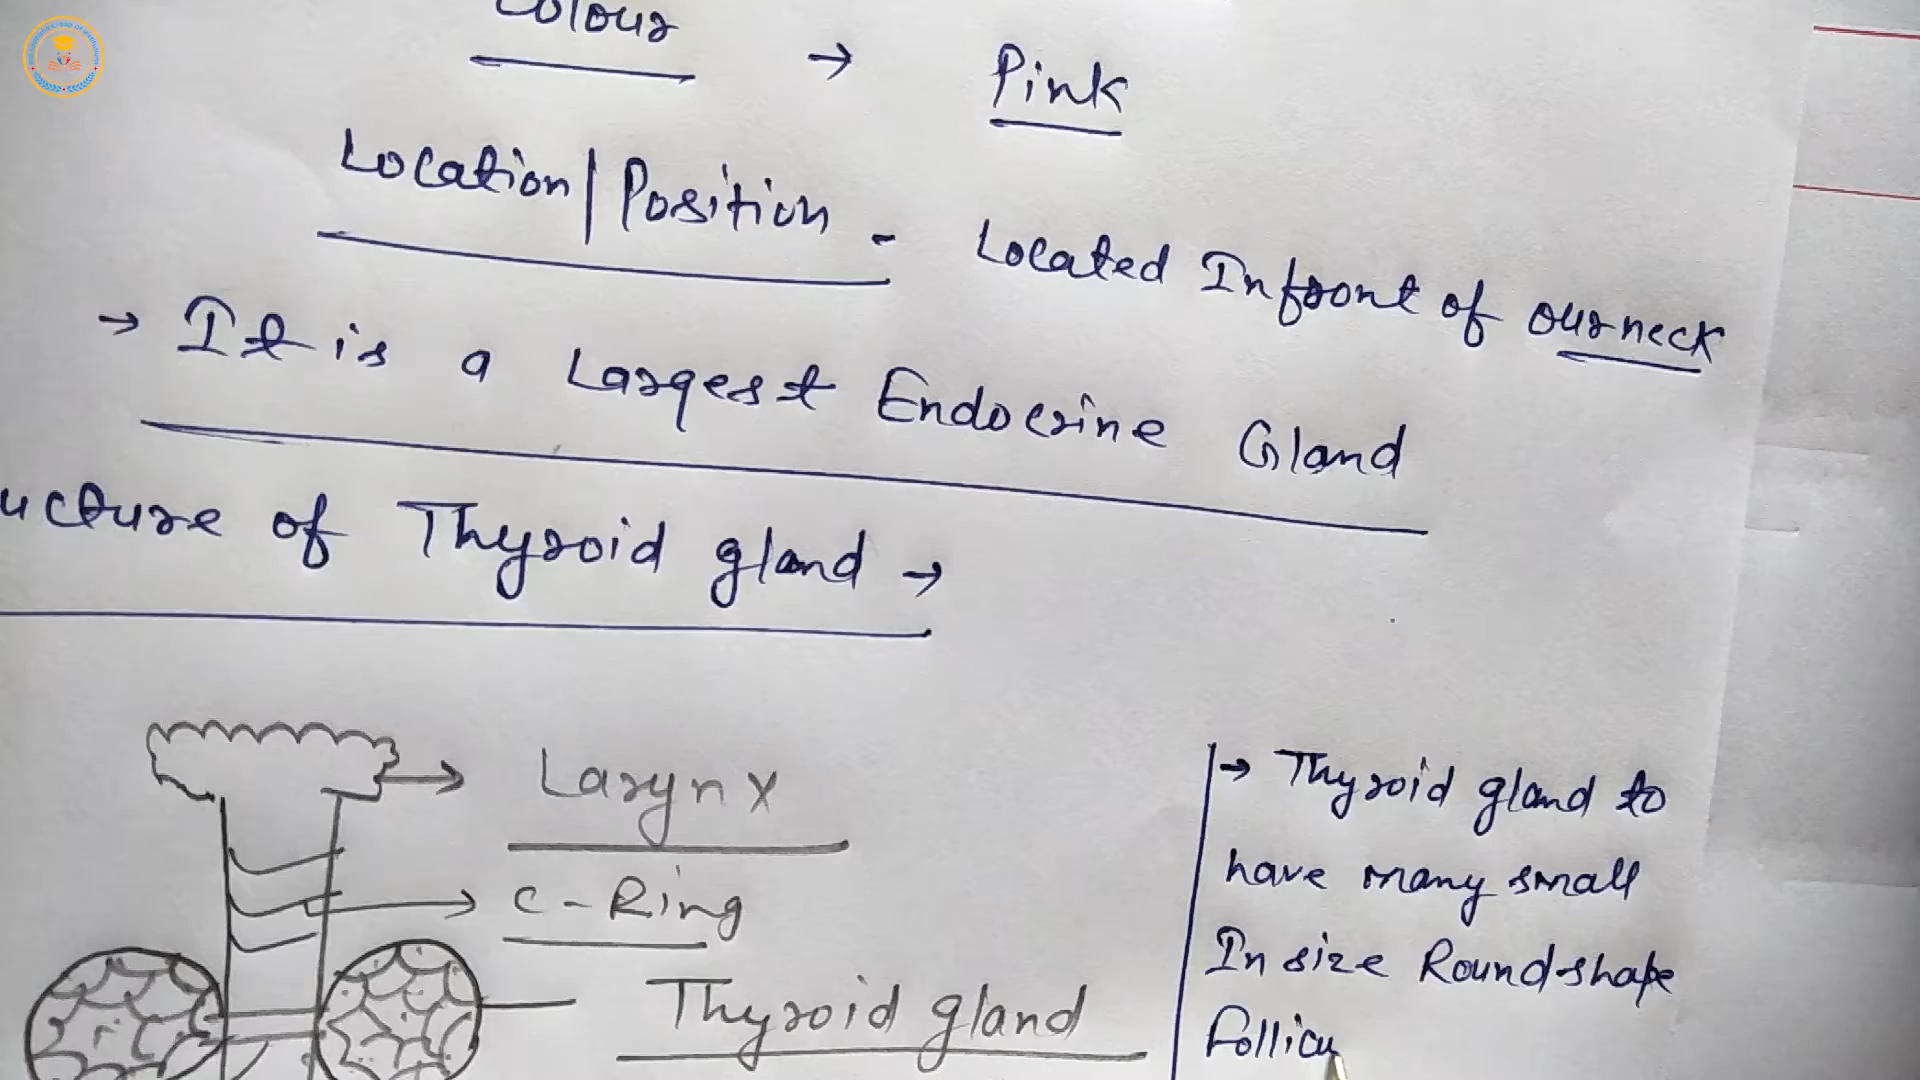 Colour → Pink
Location/Position - Located Infront of our neck
→ It is a Largest Endocrine Gland
ucture of Thyroid gland →
Larynx
C-Ring
Thyroid gland
→ Thyroid gland to
have many small
In size Round shape
follicu